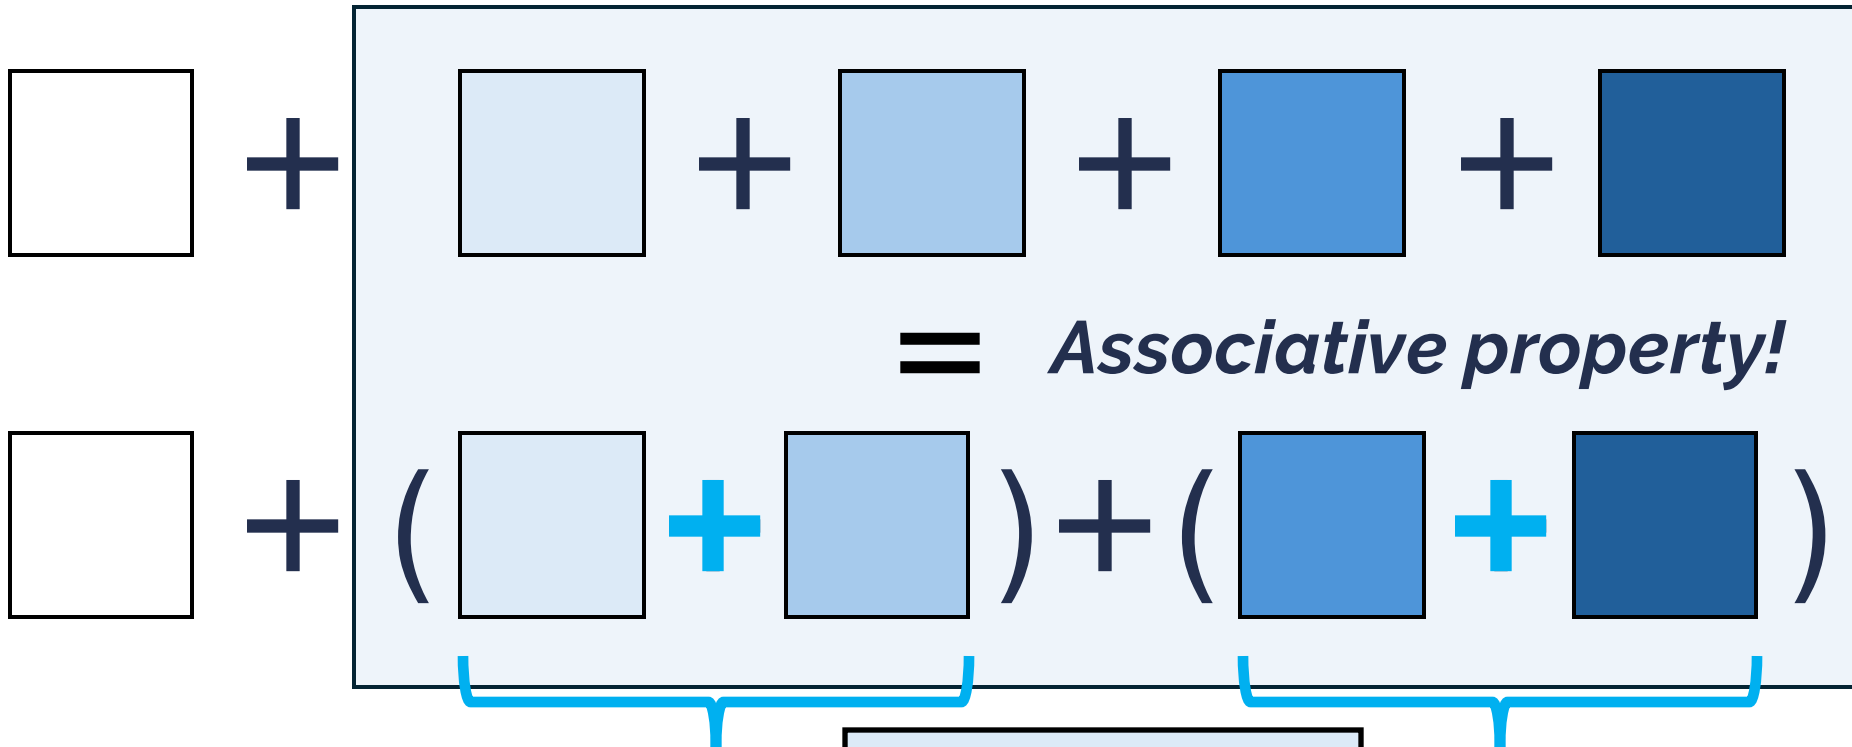 + + + +
= Associative property!
+ ( + ) + ( + )